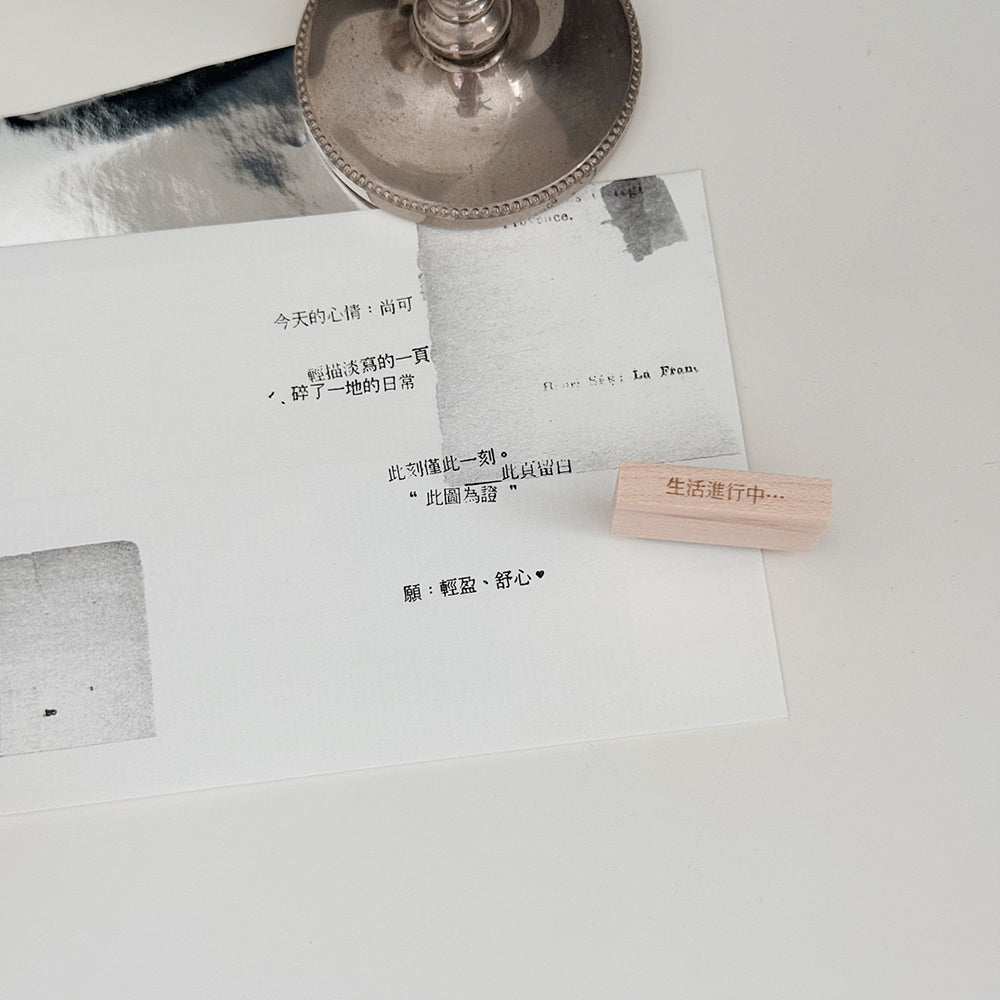 今天的心情：尚可
輕描淡寫的一頁
碎了一地的日常
La Fran
此刻僅此一刻。
此頁留白
“ 此圖為證 ”
生活進行中…
願：輕盈、舒心♥